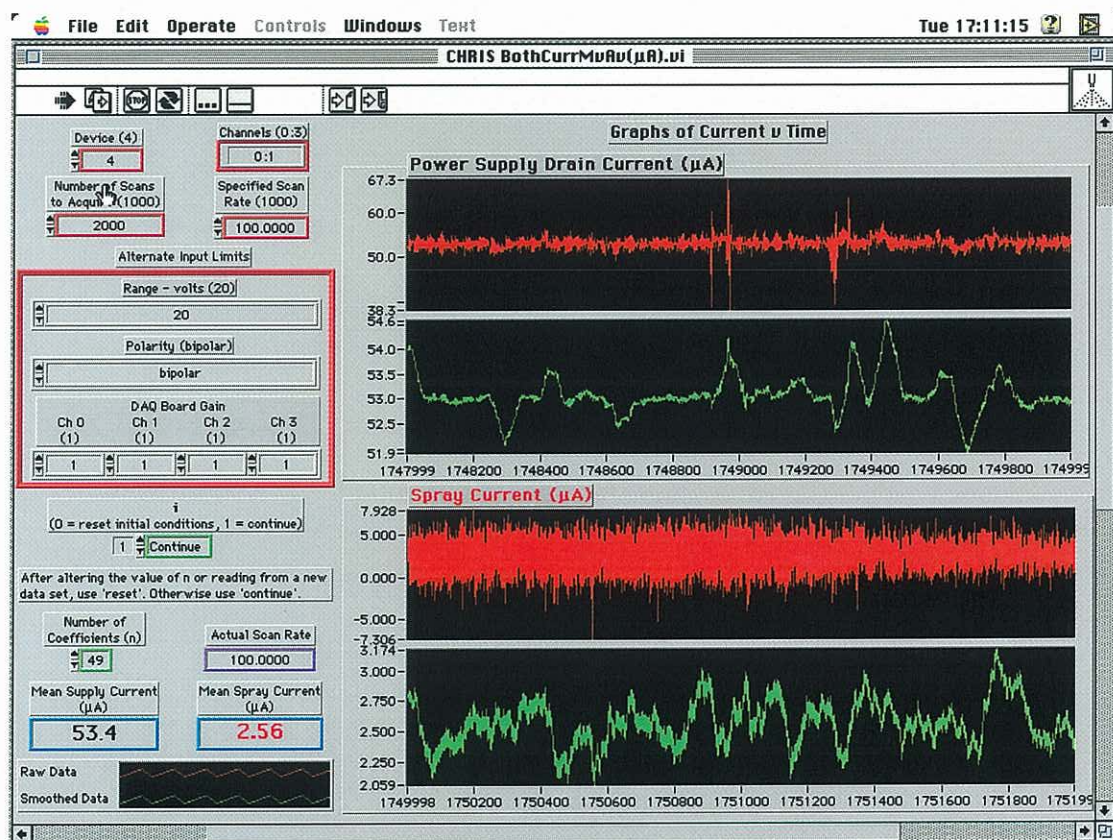 File Edit Operate Controls Windows Text Tue 17:11:15
CHRIS BothCurrMvAv(µA).vi
STOP
Device (4)
4
Channels (0:3)
0:1
Number of Scans
to Acquire (1000)
2000
Specified Scan
Rate (1000)
100.0000
Alternate Input Limits
Range - volts (20)
20
Polarity (bipolar)
bipolar
DAQ Board Gain
Ch 0 Ch 1 Ch 2 Ch 3
(1) (1) (1) (1)
1 1 1 1
i
(0 = reset initial conditions, 1 = continue)
1 Continue
After altering the value of n or reading from a new
data set, use 'reset'. Otherwise use 'continue'.
Number of
Coefficients (n)
49
Actual Scan Rate
100.0000
Mean Supply Current
(µA)
53.4
Mean Spray Current
(µA)
2.56
Raw Data
Smoothed Data
Graphs of Current v Time
Power Supply Drain Current (µA)
67.3
60.0
50.0
38.3
54.6
54.0
53.5
53.0
52.5
51.9
1747999 1748200 1748400 1748600 1748800 1749000 1749200 1749400 1749600 1749800 174999
Spray Current (µA)
7.928
5.000
0.000
-5.000
-7.306
3.174
3.000
2.750
2.500
2.250
2.059
1749998 1750200 1750400 1750600 1750800 1751000 1751200 1751400 1751600 1751800 175199